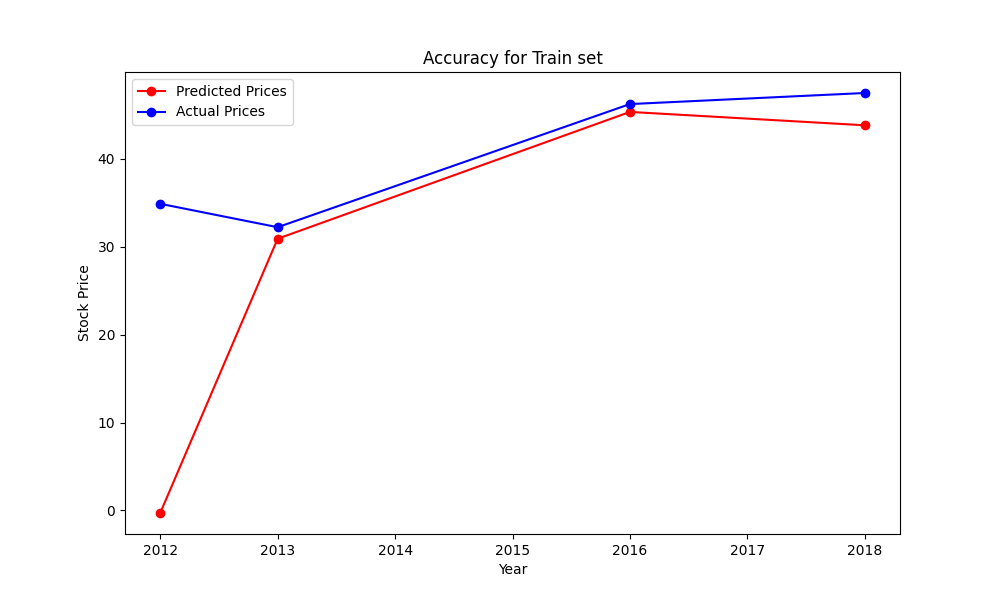 Accuracy for Train set
Predicted Prices
Actual Prices
Stock Price
40
30
20
10
0
2012 2013 2014 2015 2016 2017 2018
Year